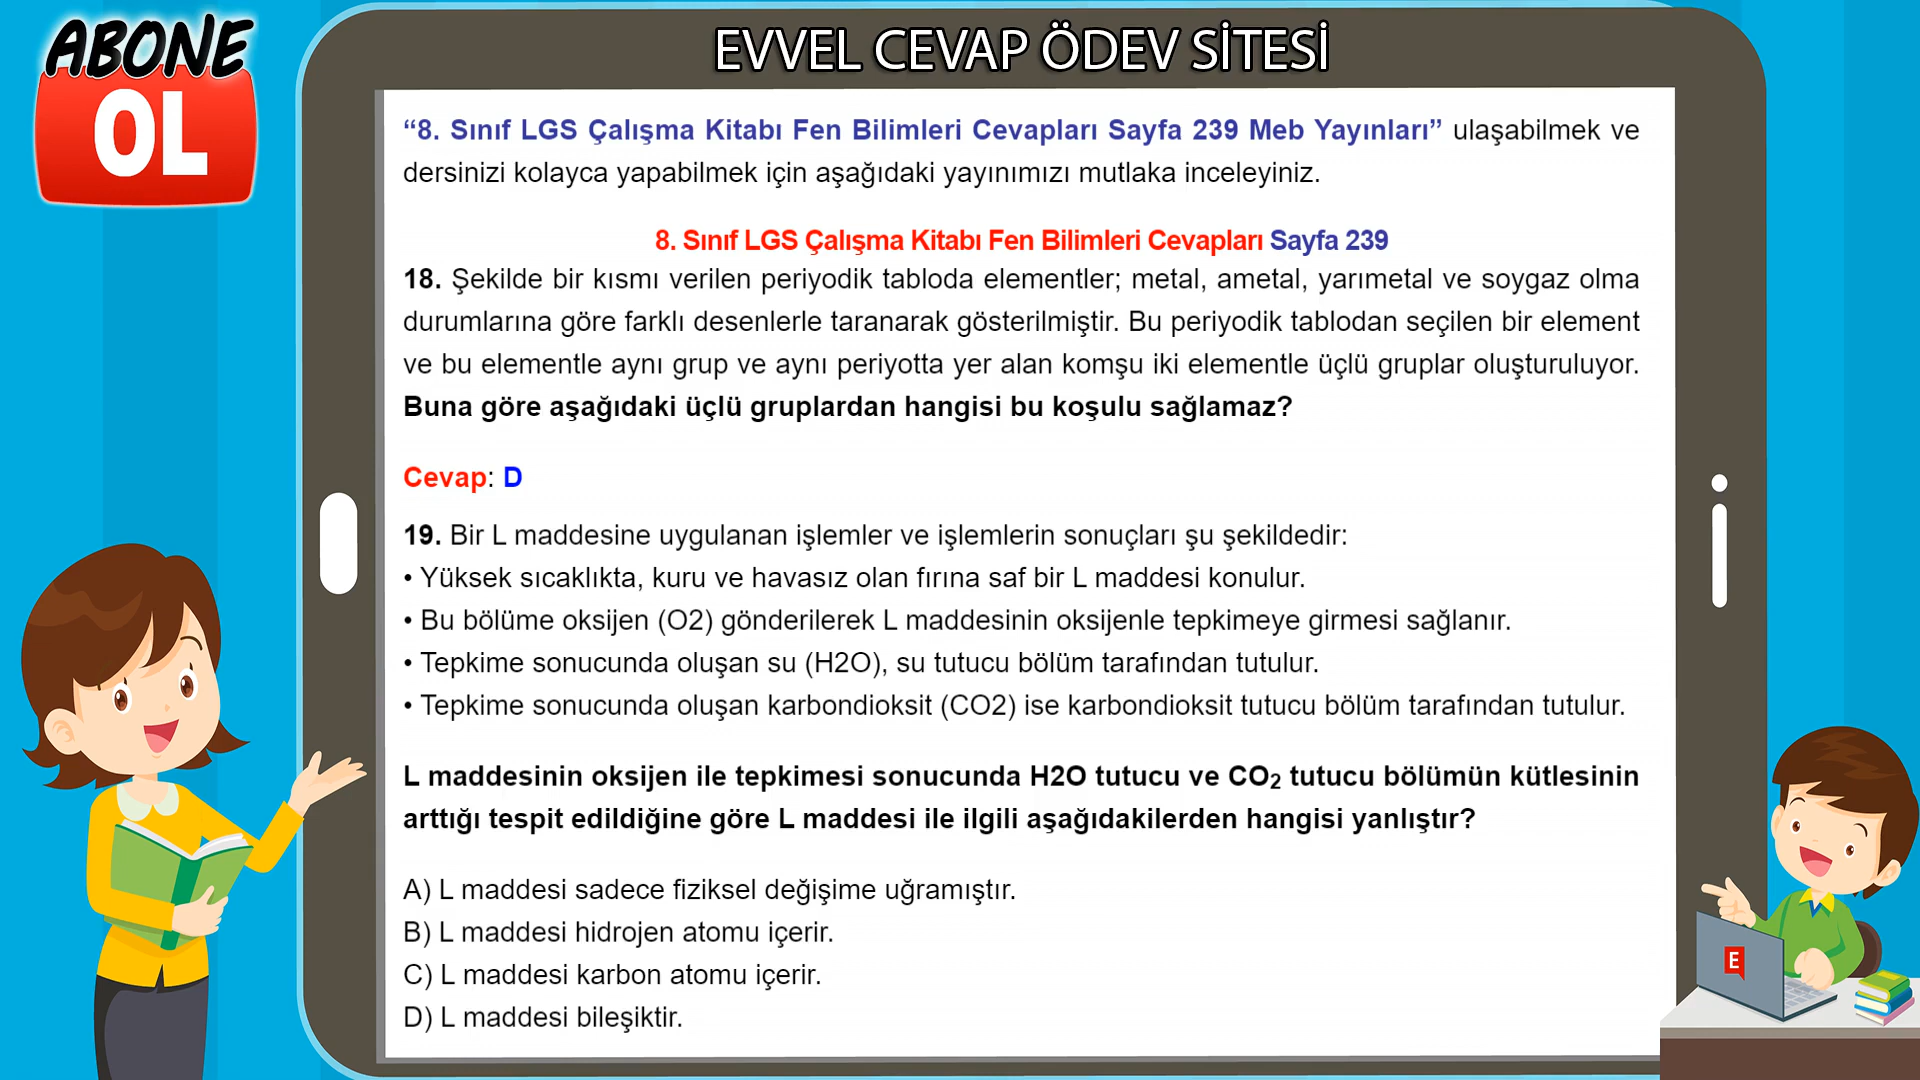 ABONE
OL
EVVEL CEVAP ÖDEV SİTESİ
“8. Sınıf LGS Çalışma Kitabı Fen Bilimleri Cevapları Sayfa 239 Meb Yayınları” ulaşabilmek ve
dersinizi kolayca yapabilmek için aşağıdaki yayınımızı mutlaka inceleyiniz.
8. Sınıf LGS Çalışma Kitabı Fen Bilimleri Cevapları Sayfa 239
18. Şekilde bir kısmı verilen periyodik tabloda elementler; metal, ametal, yarımetal ve soygaz olma
durumlarına göre farklı desenlerle taranarak gösterilmiştir. Bu periyodik tablodan seçilen bir element
ve bu elementle aynı grup ve aynı periyotta yer alan komşu iki elementle üçlü gruplar oluşturuluyor.
Buna göre aşağıdaki üçlü gruplardan hangisi bu koşulu sağlamaz?
Cevap: D
19. Bir L maddesine uygulanan işlemler ve işlemlerin sonuçları şu şekildedir:
• Yüksek sıcaklıkta, kuru ve havasız olan fırına saf bir L maddesi konulur.
• Bu bölüme oksijen (O2) gönderilerek L maddesinin oksijenle tepkimeye girmesi sağlanır.
• Tepkime sonucunda oluşan su (H2O), su tutucu bölüm tarafından tutulur.
• Tepkime sonucunda oluşan karbondioksit (CO2) ise karbondioksit tutucu bölüm tarafından tutulur.
L maddesinin oksijen ile tepkimesi sonucunda H2O tutucu ve CO₂ tutucu bölümün kütlesinin
arttığı tespit edildiğine göre L maddesi ile ilgili aşağıdakilerden hangisi yanlıştır?
A) L maddesi sadece fiziksel değişime uğramıştır.
B) L maddesi hidrojen atomu içerir.
C) L maddesi karbon atomu içerir.
D) L maddesi bileşiktir.
E